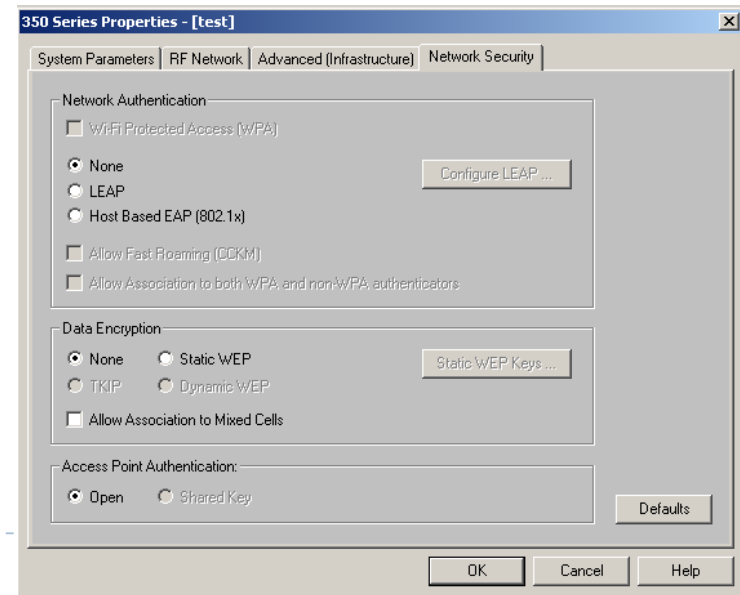 350 Series Properties - [test]
System Parameters RF Network Advanced (Infrastructure) Network Security
Network Authentication
Wi-Fi Protected Access (WPA)
None
Configure LEAP ...
LEAP
Host Based EAP (802.1x)
Allow Fast Roaming (CCKM)
Allow Association to both WPA and non-WPA authenticators
Data Encryption
None Static WEP Static WEP Keys ...
TKIP Dynamic WEP
Allow Association to Mixed Cells
Access Point Authentication:
Open Shared Key
Defaults
OK Cancel Help